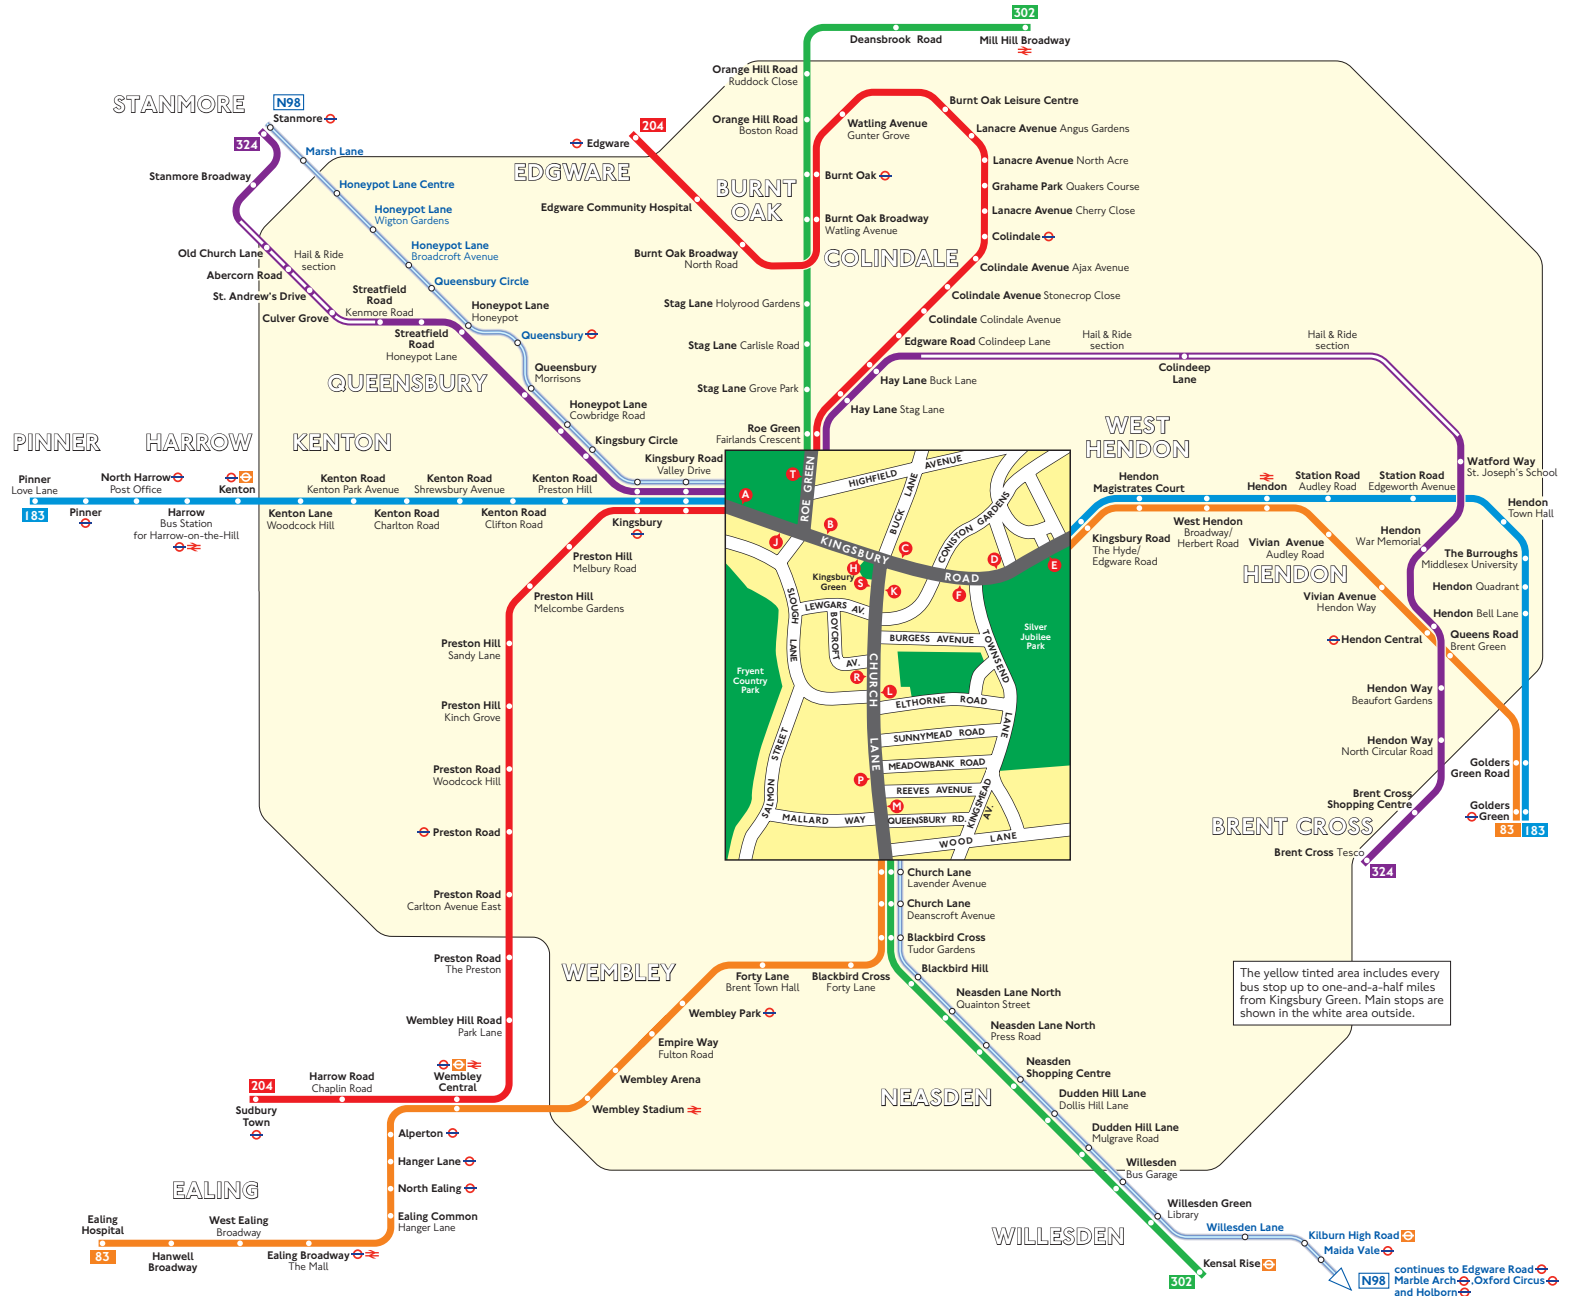 302
Deansbrook Road
Mill Hill Broadway
Orange Hill Road
Ruddock Close
Orange Hill Road
Boston Road
STANMORE
N98
Stanmore
324
Marsh Lane
Stanmore Broadway
Honeypot Lane Centre
Honeypot Lane
Wigton Gardens
Honeypot Lane
Broadcroft Avenue
Queensbury Circle
Old Church Lane
Hail & Ride
section
Abercorn Road
St. Andrew's Drive
Culver Grove
Streatfield
Road
Kenmore Road
Streatfield
Road
Honeypot Lane
Honeypot Lane
Honeypot
Queensbury
QUEENSBURY
Queensbury
Morrisons
Honeypot Lane
Cowbridge Road
Kingsbury Circle
Kingsbury Road
Valley Drive
204
Edgware
EDGWARE
Edgware Community Hospital
Burnt Oak Broadway
North Road
BURNT
OAK
Watling Avenue
Gunter Grove
Burnt Oak
Burnt Oak Broadway
Watling Avenue
COLINDALE
Burnt Oak Leisure Centre
Lanacre Avenue Angus Gardens
Lanacre Avenue North Acre
Grahame Park Quakers Course
Lanacre Avenue Cherry Close
Colindale
Colindale Avenue Ajax Avenue
Colindale Avenue Stonecrop Close
Colindale Colindale Avenue
Edgware Road Colindeep Lane
Hay Lane Buck Lane
Hay Lane Stag Lane
Stag Lane Holyrood Gardens
Stag Lane Carlisle Road
Stag Lane Grove Park
Roe Green
Fairlands Crescent
Hail & Ride
section
Colindeep
Lane
Hail & Ride
section
PINNER
HARROW
KENTON
Pinner
Love Lane
183
Pinner
North Harrow
Post Office
Harrow
Bus Station
for Harrow-on-the-Hill
Kenton
Kenton Lane
Woodcock Hill
Kenton Road
Kenton Park Avenue
Kenton Road
Charlton Road
Kenton Road
Shrewsbury Avenue
Kenton Road
Clifton Road
Kenton Road
Preston Hill
Kingsbury
Preston Hill
Melbury Road
Preston Hill
Melcombe Gardens
Preston Hill
Sandy Lane
Preston Hill
Kinch Grove
Preston Road
Woodcock Hill
Preston Road
Preston Road
Carlton Avenue East
Preston Road
The Preston
Wembley Hill Road
Park Lane
Wembley
Central
Harrow Road
Chaplin Road
204
Sudbury
Town
T
A
B
C
D
E
F
H
J
K
L
M
P
R
S
ROE GREEN
HIGHFIELD AVENUE
BUCK LANE
CONISTON GARDENS
KINGSBURY ROAD
Kingsbury
Green
SLOUGH LANE
LEWGARS AV.
BOYCROFT AV.
BURGESS AVENUE
TOWNSEND LANE
Silver
Jubilee
Park
Fryent
Country
Park
CHURCH LANE
ELTHORNE ROAD
SUNNYMEAD ROAD
MEADOWBANK ROAD
REEVES AVENUE
KINGSMEAD AV.
SALMON STREET
MALLARD WAY
QUEENSBURY RD.
WOOD LANE
WEST
HENDON
Hendon
Magistrates Court
Kingsbury Road
The Hyde/
Edgware Road
West Hendon
Broadway/
Herbert Road
Hendon
Station Road
Audley Road
Station Road
Edgeworth Avenue
Watford Way
St. Joseph's School
Hendon
Town Hall
Vivian Avenue
Audley Road
Hendon
War Memorial
The Burroughs
Middlesex University
HENDON
Hendon Quadrant
Vivian Avenue
Hendon Way
Hendon Bell Lane
Hendon Central
Queens Road
Brent Green
Hendon Way
Beaufort Gardens
Hendon Way
North Circular Road
Golders
Green Road
Brent Cross
Shopping Centre
Golders
Green
BRENT CROSS
83
183
Brent Cross Tesco
324
Church Lane
Lavender Avenue
Church Lane
Deanscroft Avenue
Blackbird Cross
Tudor Gardens
Blackbird Hill
Neasden Lane North
Quainton Street
Neasden Lane North
Press Road
Neasden
Shopping Centre
Dudden Hill Lane
Dollis Hill Lane
Dudden Hill Lane
Mulgrave Road
Willesden
Bus Garage
Willesden Green
Library
Willesden Lane
Kilburn High Road
Maida Vale
N98
continues to Edgware Road
Marble Arch, Oxford Circus
and Holborn
NEASDEN
WILLESDEN
Kensal Rise
302
WEMBLEY
Forty Lane
Brent Town Hall
Blackbird Cross
Forty Lane
Wembley Park
Empire Way
Fulton Road
Wembley Arena
Wembley Stadium
Alperton
Hanger Lane
North Ealing
Ealing Common
Hanger Lane
EALING
Ealing
Hospital
83
Hanwell
Broadway
West Ealing
Broadway
Ealing Broadway
The Mall
The yellow tinted area includes every
bus stop up to one-and-a-half miles
from Kingsbury Green. Main stops are
shown in the white area outside.